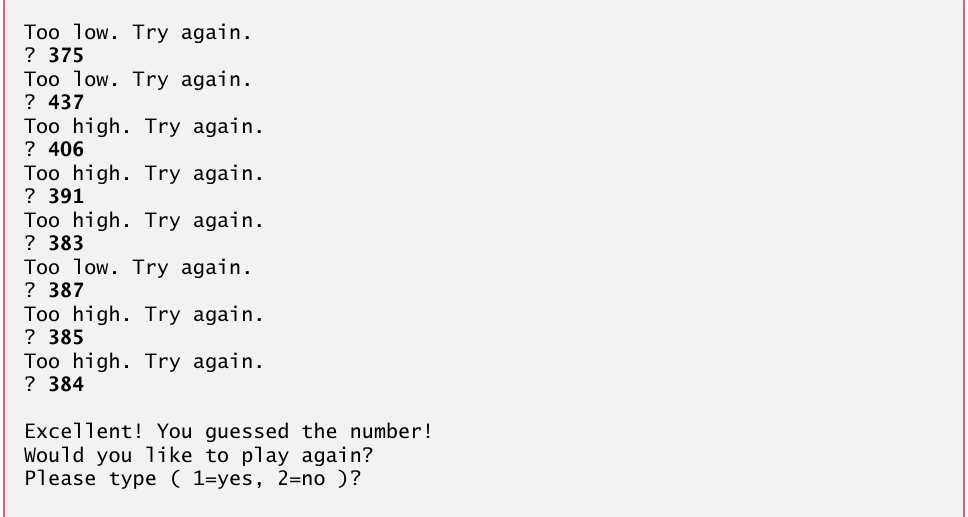 Too low. Try again.
? 375
Too low. Try again.
? 437
Too high. Try again.
? 406
Too high. Try again.
? 391
Too high. Try again.
? 383
Too low. Try again.
? 387
Too high. Try again.
? 385
Too high. Try again.
? 384
Excellent! You guessed the number!
Would you like to play again?
Please type ( 1=yes, 2=no )?